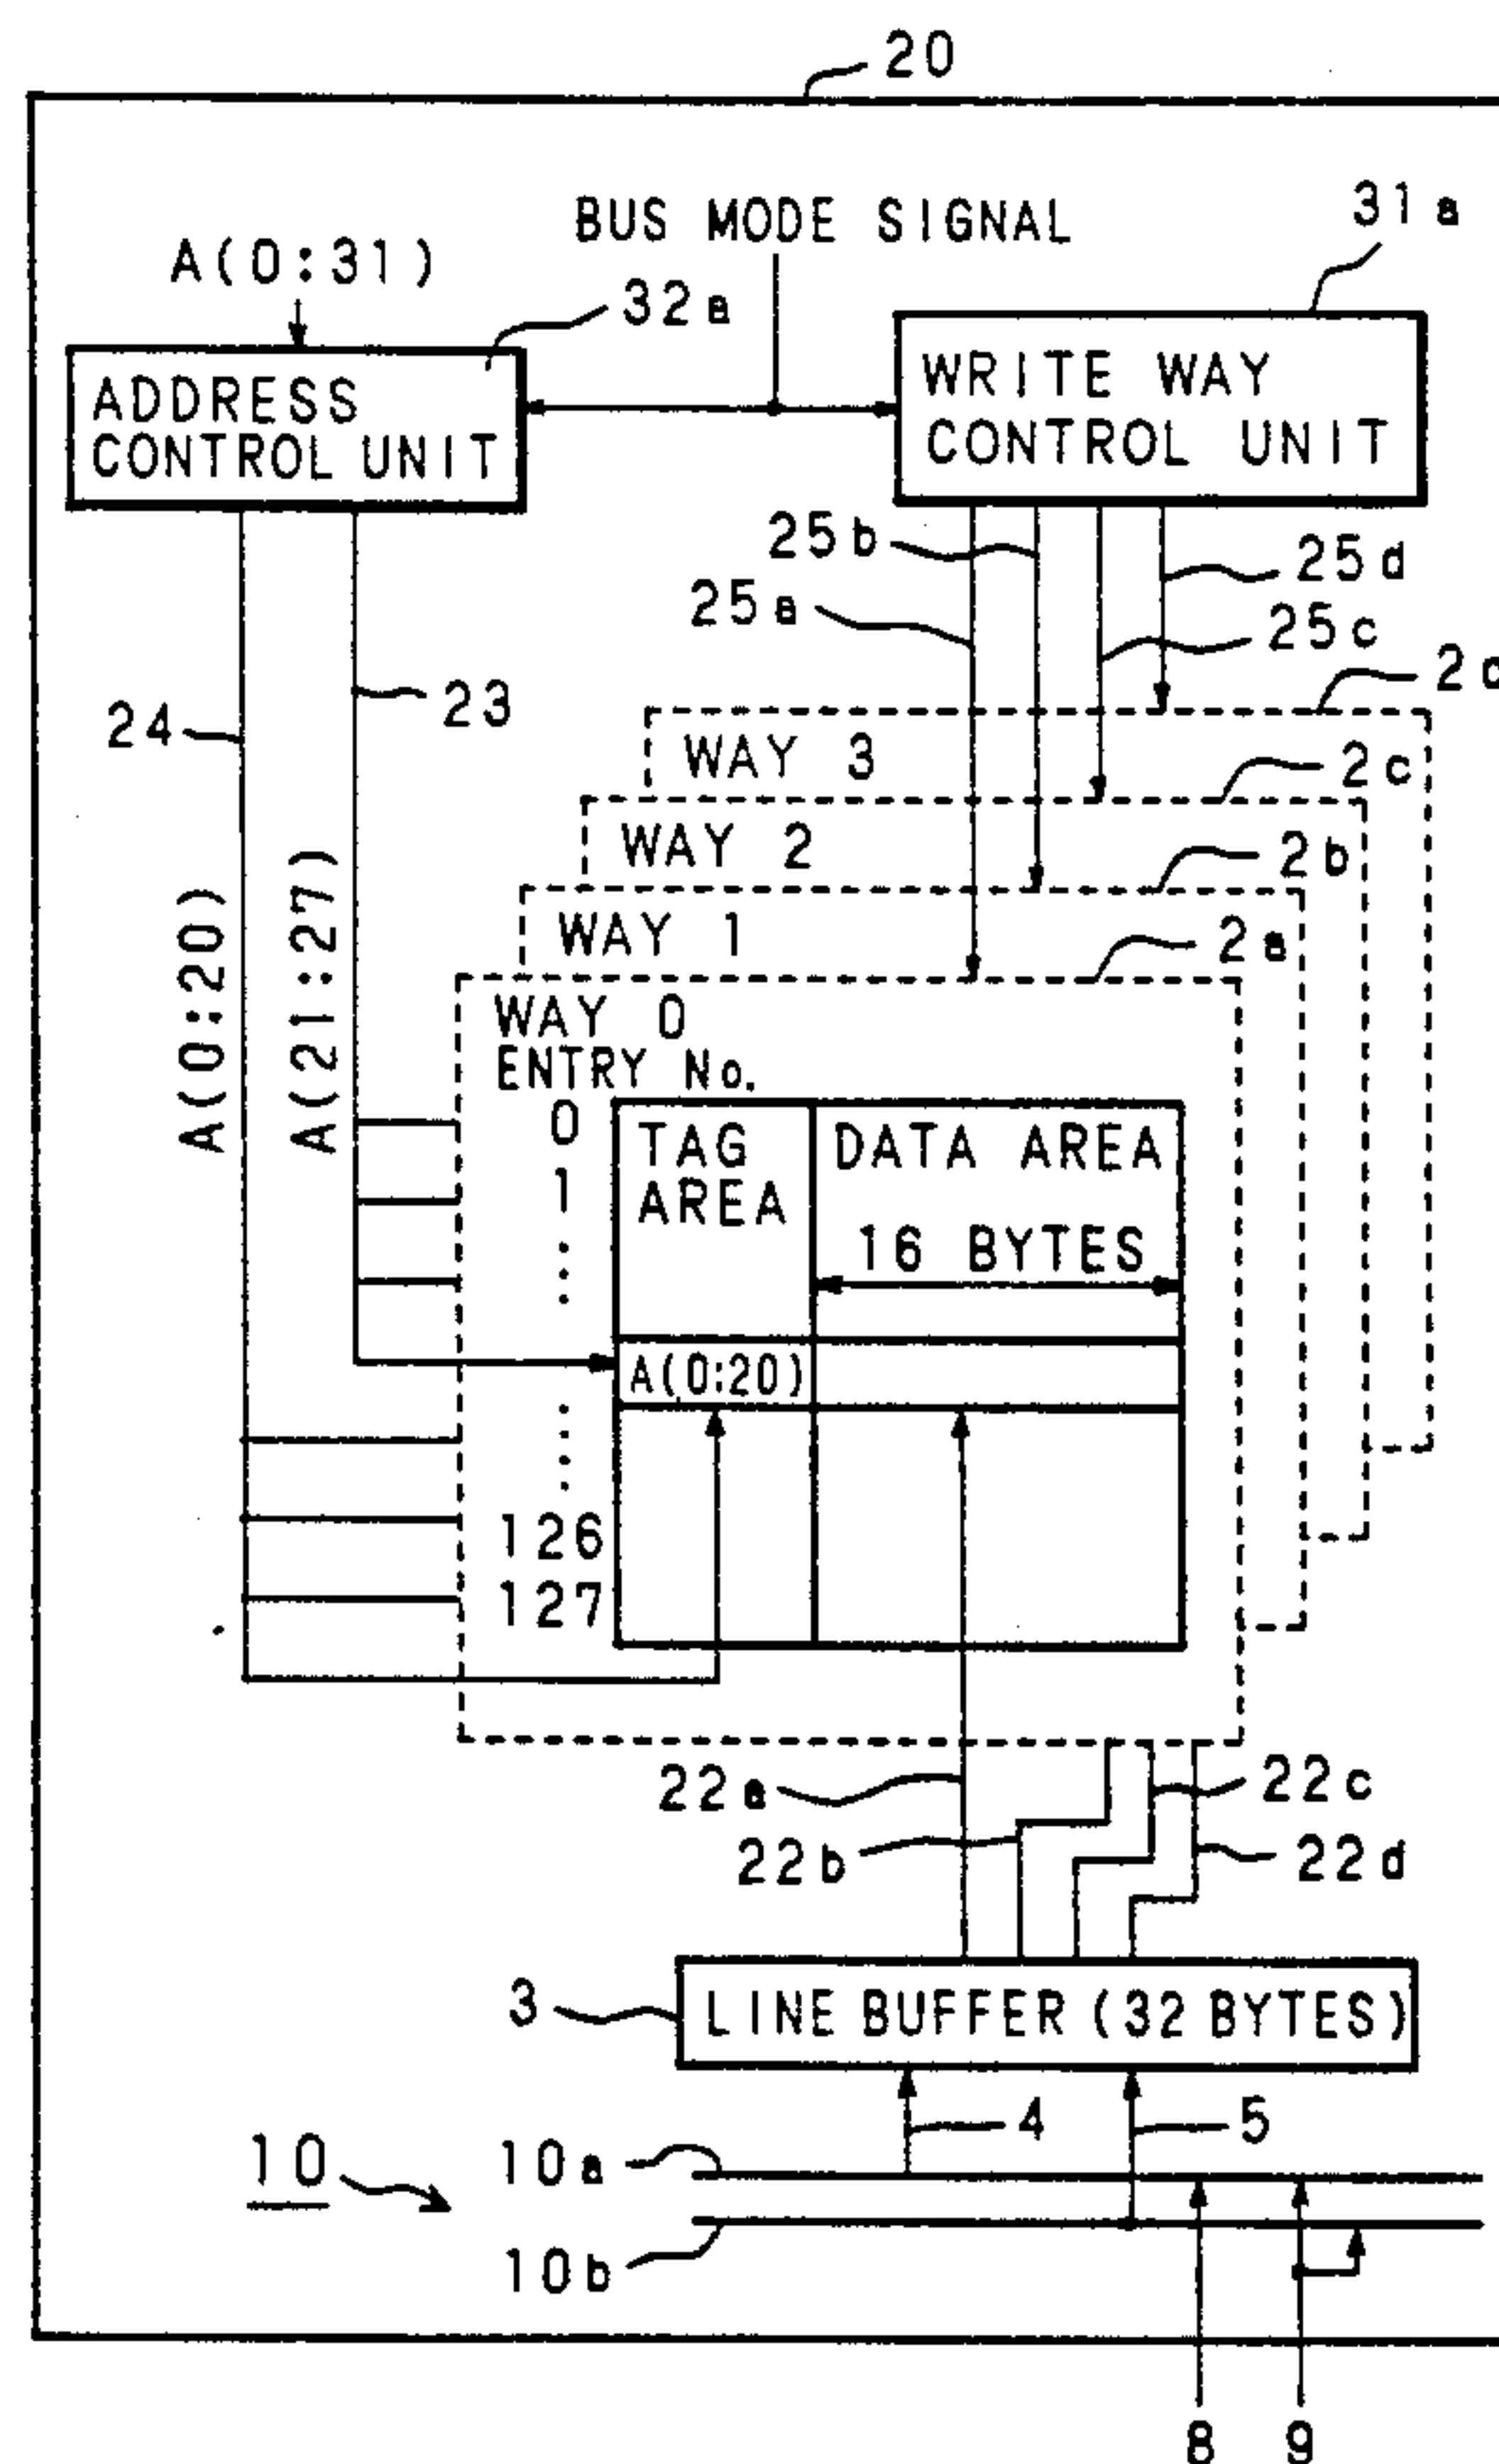 20
BUS MODE SIGNAL
31a
A(0:31)
32a
ADDRESS
CONTROL UNIT
WRITE WAY
CONTROL UNIT
25b
25d
25a
25c
24
23
2d
WAY 3
2c
WAY 2
2b
WAY 1
2a
A(0:20)
A(21:27)
WAY 0
ENTRY No.
0
1
TAG
AREA
DATA AREA
16 BYTES
A(0:20)
126
127
22a
22c
22b
22d
3
LINE BUFFER (32 BYTES)
4
5
10
10a
10b
8
9